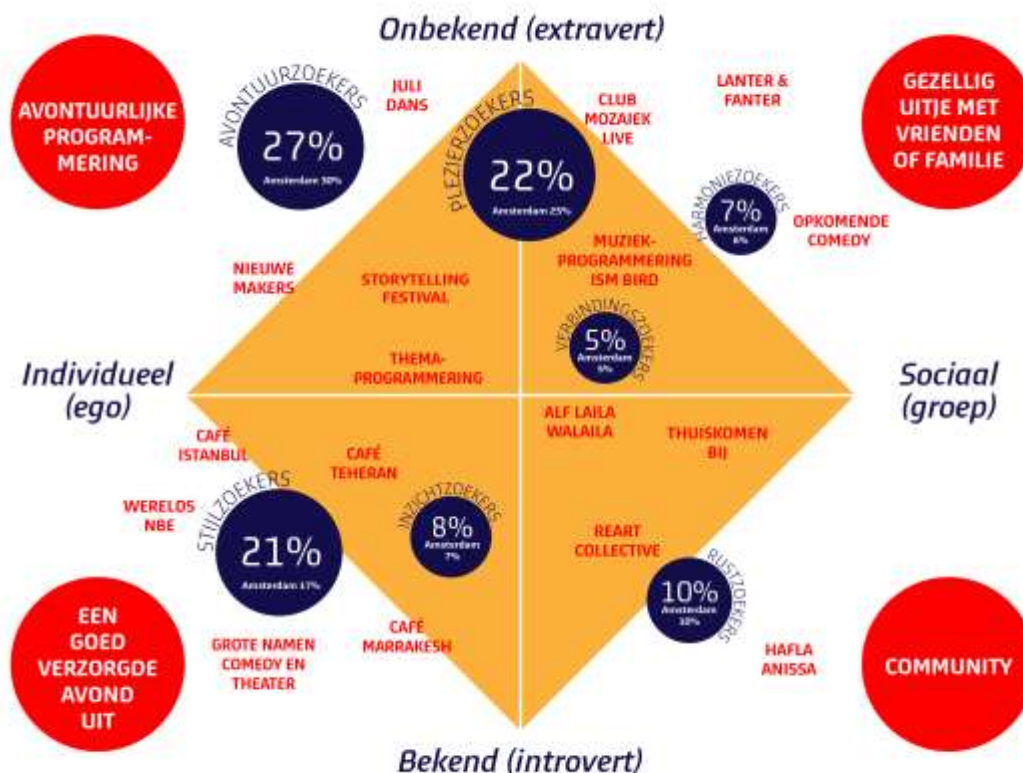 Onbekend (extravert)
AVONTUURLIJKE
PROGRAM-
MERING
AVONTUURZOEKERS
27%
Amsterdam 30%
JULI
DANS
PLEZIERZOEKERS
22%
Amsterdam 25%
CLUB
MOZAIEK
LIVE
LANTER &
FANTER
GEZELLIG
UITJE MET
VRIENDEN
OF FAMILIE
HARMONIEZOEKERS
7%
Amsterdam
6%
OPKOMENDE
COMEDY
NIEUWE
MAKERS
STORYTELLING
FESTIVAL
MUZIEK-
PROGRAMMERING
ISM BIRD
VERBINDINGSZOEKERS
5%
Amsterdam
5%
THEMA-
PROGRAMMERING
Individueel
(ego)
Sociaal
(groep)
CAFÉ
ISTANBUL
CAFÉ
TEHERAN
ALF LAILA
WALAILA
THUISKOMEN
BIJ
WERELDS
NBE
STIJLZOEKERS
21%
Amsterdam 17%
INZICHTZOEKERS
8%
Amsterdam
7%
REART
COLLECTIVE
RUSTZOEKERS
10%
Amsterdam
10%
EEN
GOED
VERZORGDE
AVOND
UIT
GROTE NAMEN
COMEDY EN
THEATER
CAFÉ
MARRAKESH
HAFLA
ANISSA
COMMUNITY
Bekend (introvert)